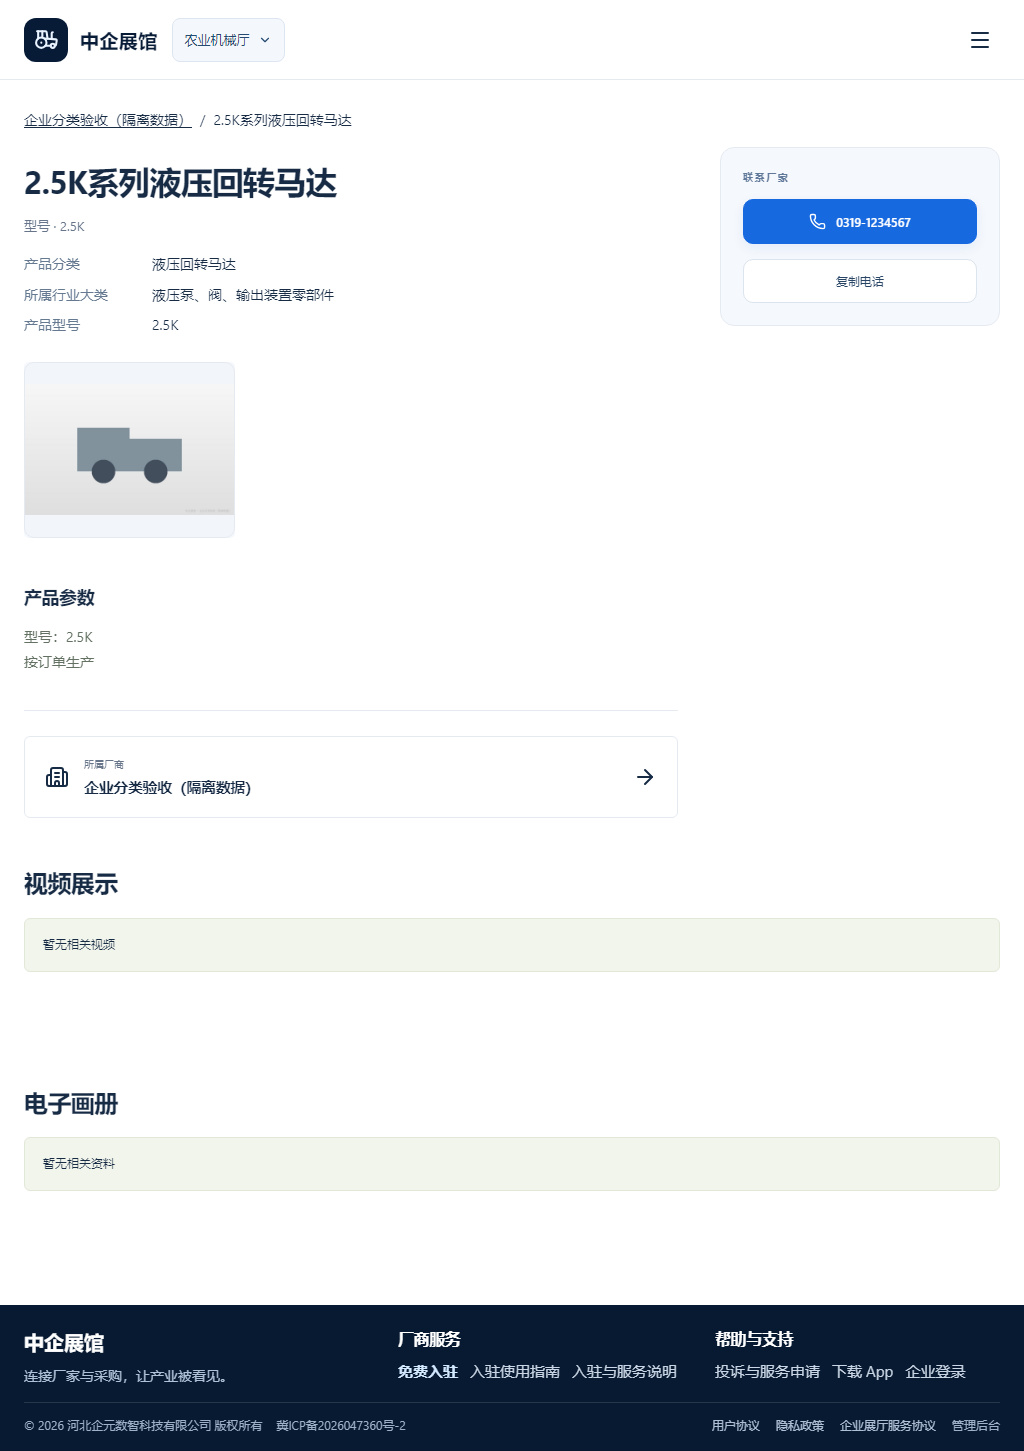 中企展馆
农业机械厅
企业分类验收（隔离数据） / 2.5K系列液压回转马达
2.5K系列液压回转马达
型号 · 2.5K
产品分类 液压回转马达
所属行业大类 液压泵、阀、输出装置零部件
产品型号 2.5K
联系厂家
0319-1234567
复制电话
产品参数
型号：2.5K
按订单生产
所属厂商
企业分类验收（隔离数据）
视频展示
暂无相关视频
电子画册
暂无相关资料
中企展馆
连接厂家与采购，让产业被看见。
厂商服务
免费入驻 入驻使用指南 入驻与服务说明
帮助与支持
投诉与服务申请 下载 App 企业登录
© 2026 河北企元数智科技有限公司 版权所有 冀ICP备2026047360号-2
用户协议 隐私政策 企业展厅服务协议 管理后台